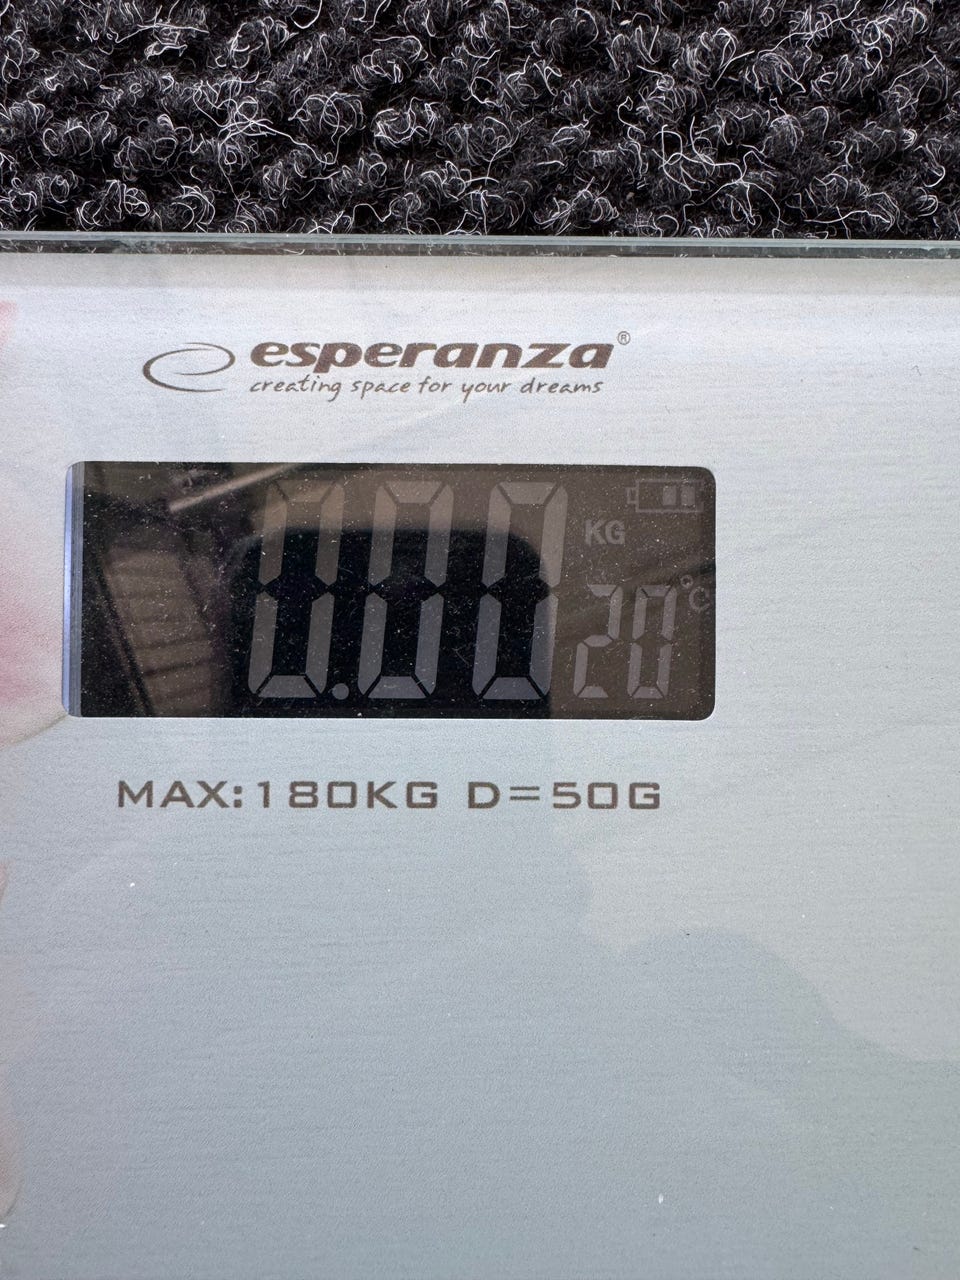 esperanza®
creating space for your dreams
0.00 KG
20°C
MAX:180KG D=50G